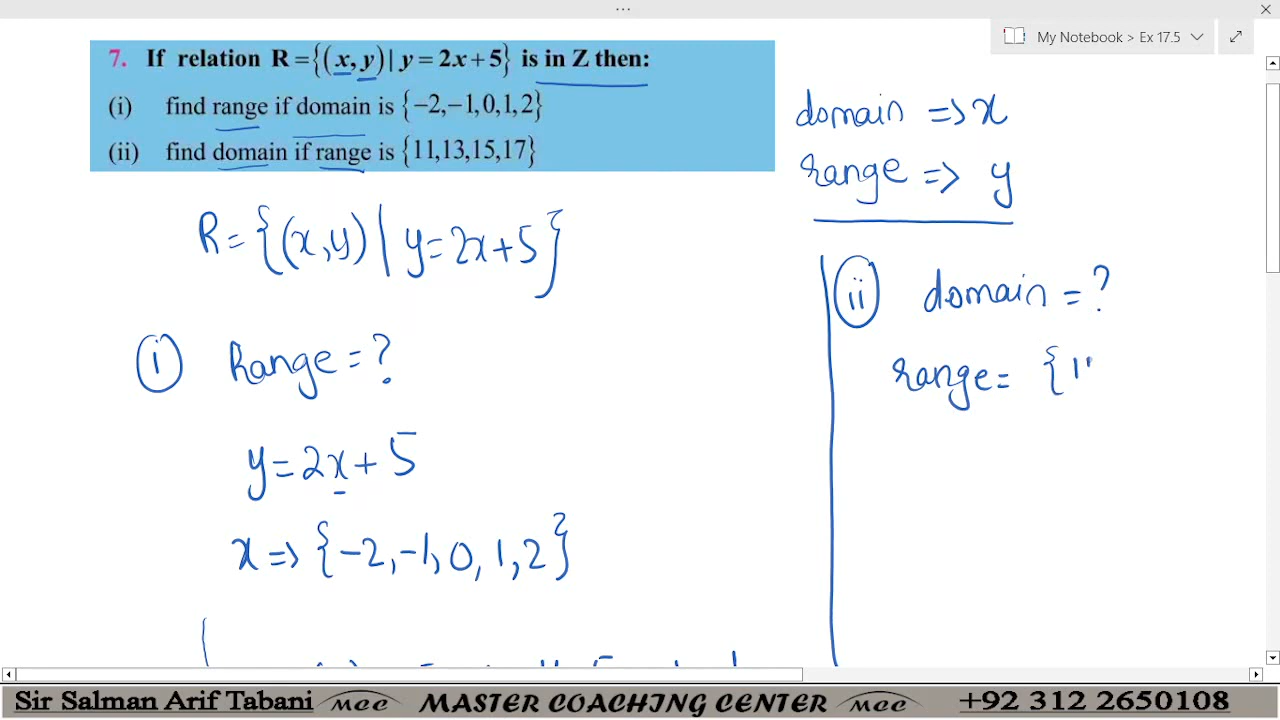 My Notebook > Ex 17.5
7. If relation R = {(x, y) | y = 2x + 5} is in Z then:
(i) find range if domain is {−2, −1, 0, 1, 2}
(ii) find domain if range is {11, 13, 15, 17}
domain => x
range => y
R = {(x, y) | y = 2x + 5}
(i) Range = ?
y = 2x + 5
x => {-2, -1, 0, 1, 2}
(ii) domain = ?
range = {11
Sir Salman Arif Tabani mcc MASTER COACHING CENTER mcc +92 312 2650108